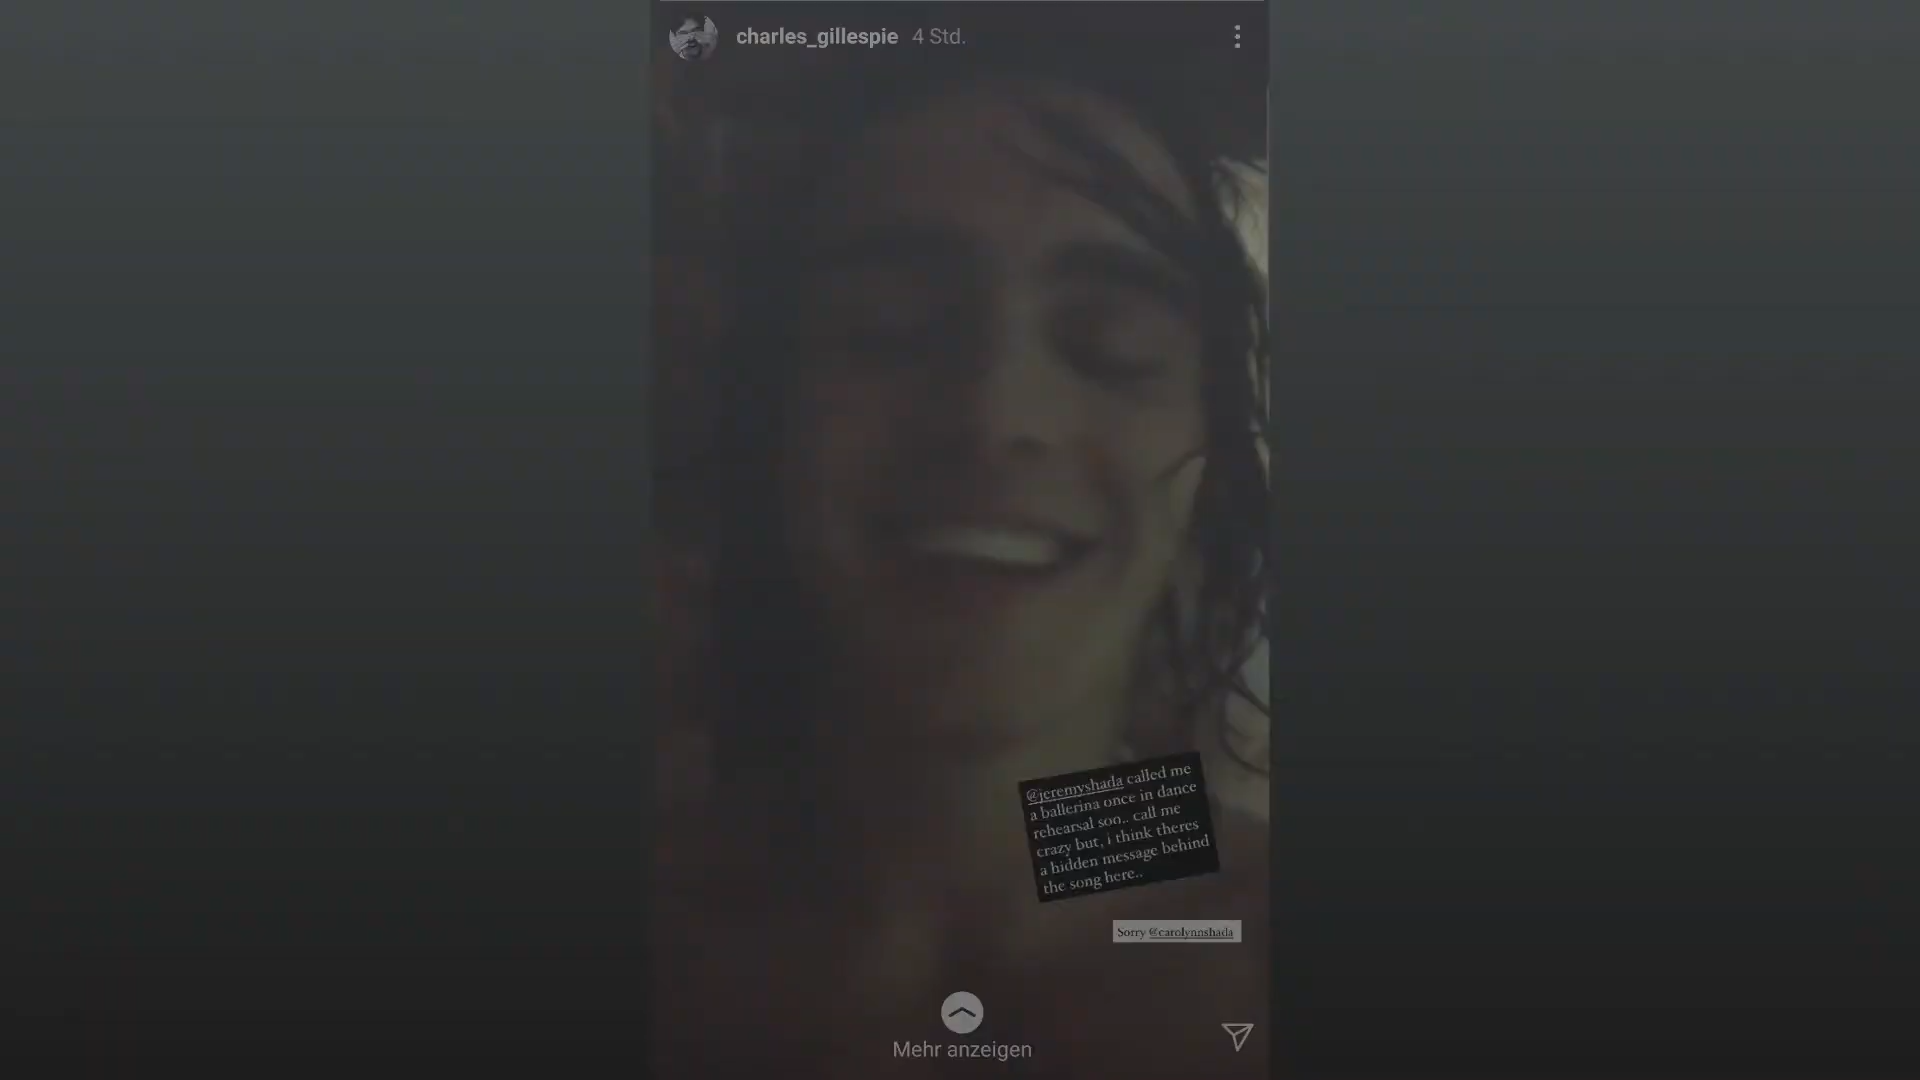 charles_gillespie 4 Std.
@jeremyshada called me
a ballerina once in dance
rehearsal soo.. call me
crazy but, i think theres
a hidden message behind
the song here..
Sorry @carolynnshada
Mehr anzeigen